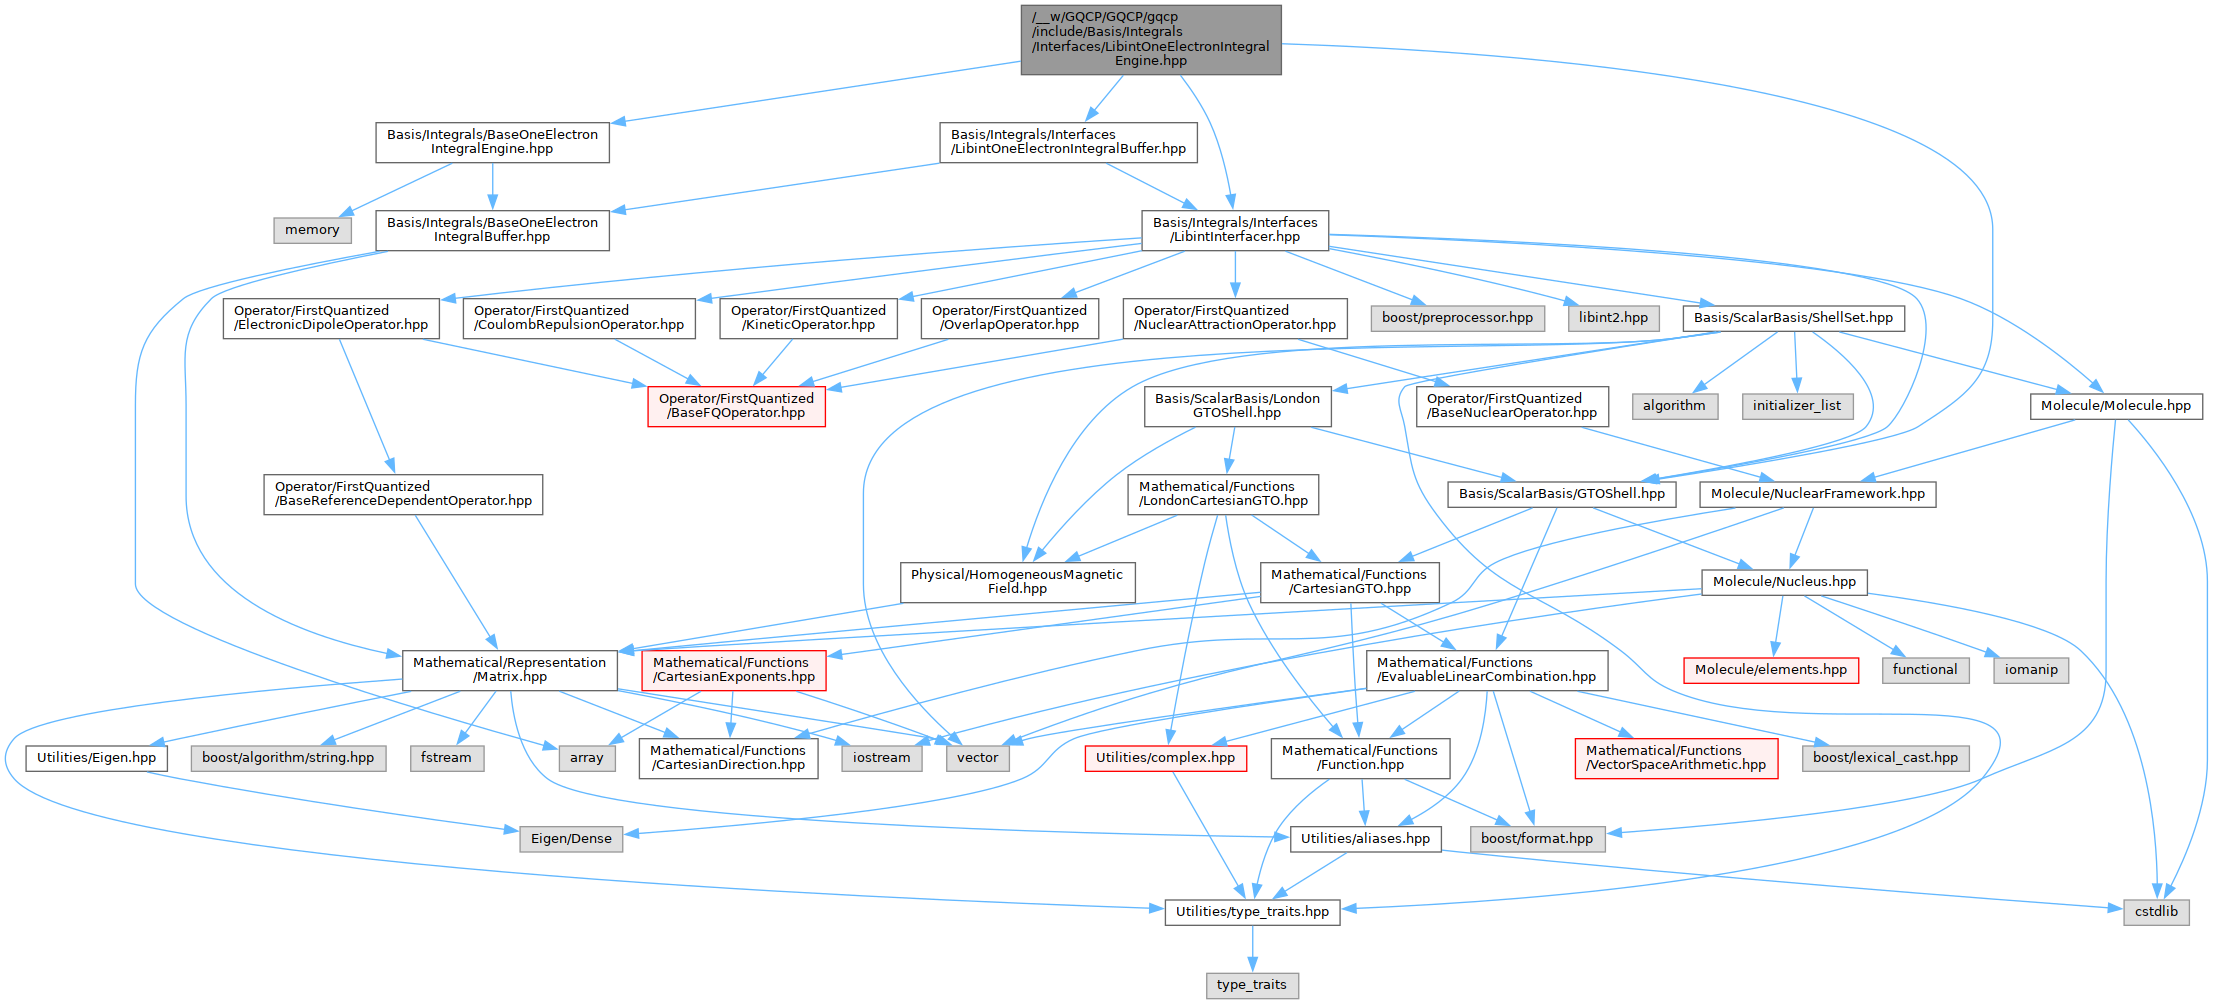 /__w/GQCP/GQCP/gqcp
/include/Basis/Integrals
/Interfaces/LibintOneElectronIntegral
Engine.hpp
Basis/Integrals/BaseOneElectron
IntegralEngine.hpp
Basis/Integrals/Interfaces
/LibintOneElectronIntegralBuffer.hpp
memory
Basis/Integrals/BaseOneElectron
IntegralBuffer.hpp
Basis/Integrals/Interfaces
/LibintInterfacer.hpp
Operator/FirstQuantized
/ElectronicDipoleOperator.hpp
Operator/FirstQuantized
/CoulombRepulsionOperator.hpp
Operator/FirstQuantized
/KineticOperator.hpp
Operator/FirstQuantized
/OverlapOperator.hpp
Operator/FirstQuantized
/NuclearAttractionOperator.hpp
boost/preprocessor.hpp
libint2.hpp
Basis/ScalarBasis/ShellSet.hpp
Operator/FirstQuantized
/BaseFQOperator.hpp
Basis/ScalarBasis/London
GTOShell.hpp
Operator/FirstQuantized
/BaseNuclearOperator.hpp
algorithm
initializer_list
Molecule/Molecule.hpp
Operator/FirstQuantized
/BaseReferenceDependentOperator.hpp
Mathematical/Functions
/LondonCartesianGTO.hpp
Basis/ScalarBasis/GTOShell.hpp
Molecule/NuclearFramework.hpp
Physical/HomogeneousMagnetic
Field.hpp
Mathematical/Functions
/CartesianGTO.hpp
Molecule/Nucleus.hpp
Mathematical/Representation
/Matrix.hpp
Mathematical/Functions
/CartesianExponents.hpp
Mathematical/Functions
/EvaluableLinearCombination.hpp
Molecule/elements.hpp
functional
iomanip
Utilities/Eigen.hpp
boost/algorithm/string.hpp
fstream
array
Mathematical/Functions
/CartesianDirection.hpp
iostream
vector
Utilities/complex.hpp
Mathematical/Functions
/Function.hpp
Mathematical/Functions
/VectorSpaceArithmetic.hpp
boost/lexical_cast.hpp
Eigen/Dense
Utilities/aliases.hpp
boost/format.hpp
Utilities/type_traits.hpp
cstdlib
type_traits